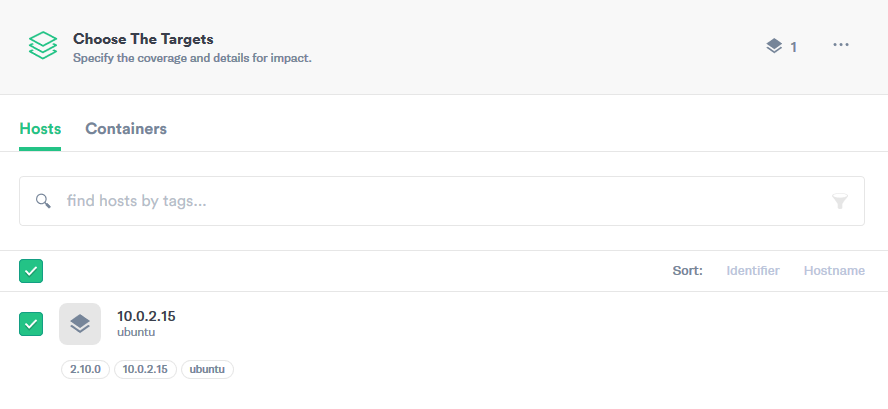 Choose The Targets
Specify the coverage and details for impact.
1
Hosts Containers
find hosts by tags...
Sort: Identifier Hostname
10.0.2.15
ubuntu
2.10.0 10.0.2.15 ubuntu